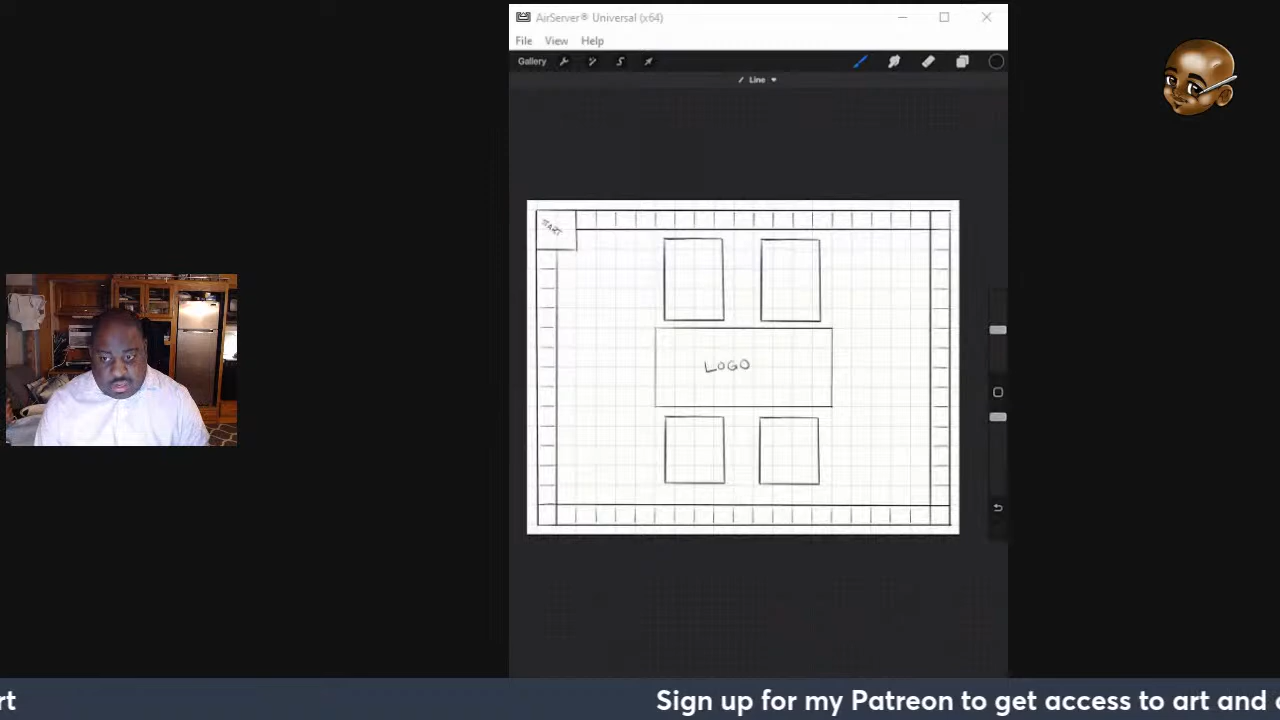 AirServer® Universal (x64)
File View Help
Gallery
Line
START
LOGO
rt
Sign up for my Patreon to get access to art and